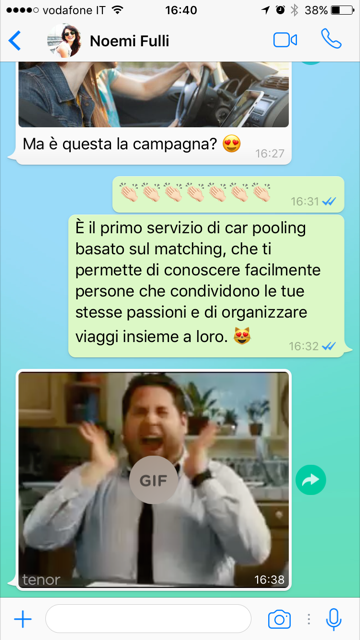 vodafone IT 16:40 38%
Noemi Fulli
Ma è questa la campagna? 😍
16:27
👏🏻👏🏻👏🏻👏🏻👏🏻👏🏻👏🏻
16:31
È il primo servizio di car pooling
basato sul matching, che ti
permette di conoscere facilmente
persone che condividono le tue
stesse passioni e di organizzare
viaggi insieme a loro. 😻
16:32
GIF
tenor
16:38